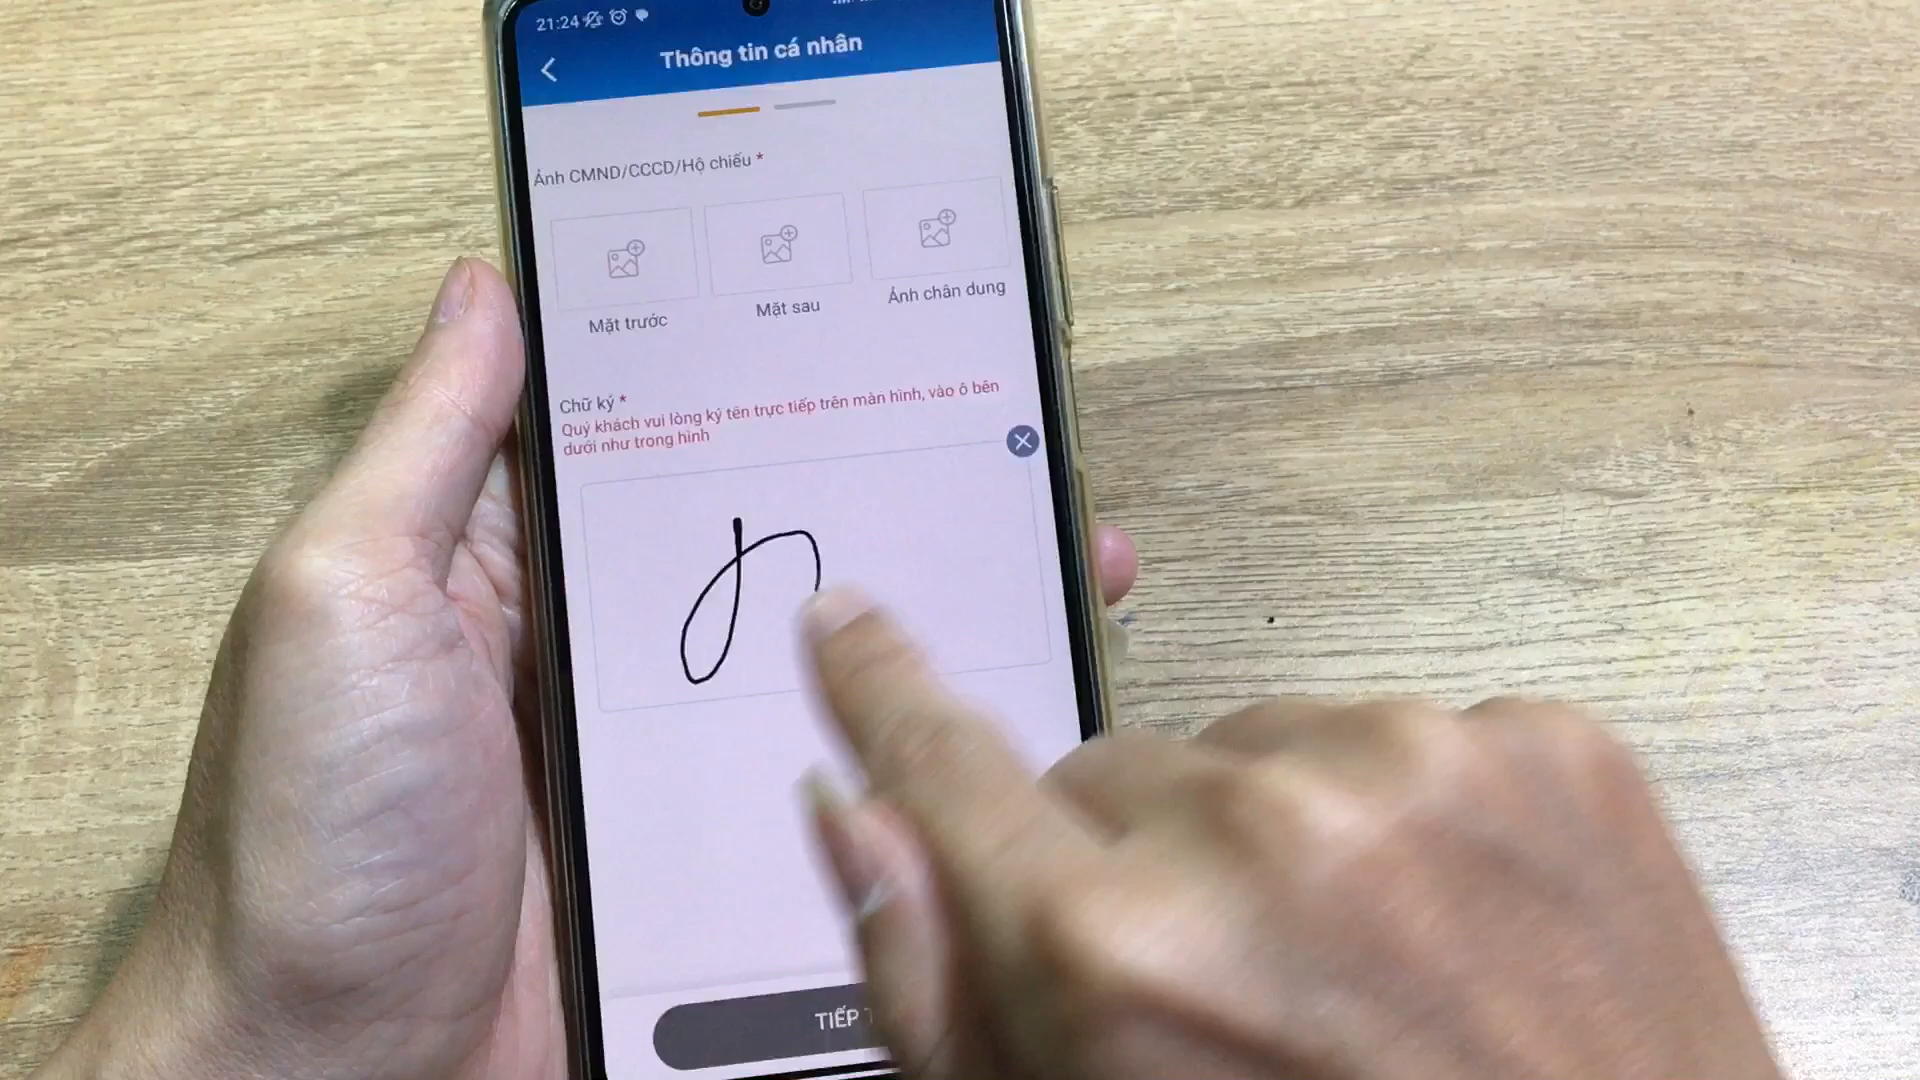 21:24
Thông tin cá nhân
Ảnh CMND/CCCD/Hộ chiếu *
Mặt trước
Mặt sau
Ảnh chân dung
Chữ ký *
Quý khách vui lòng ký tên trực tiếp trên màn hình, vào ô bên
dưới như trong hình
TIẾP